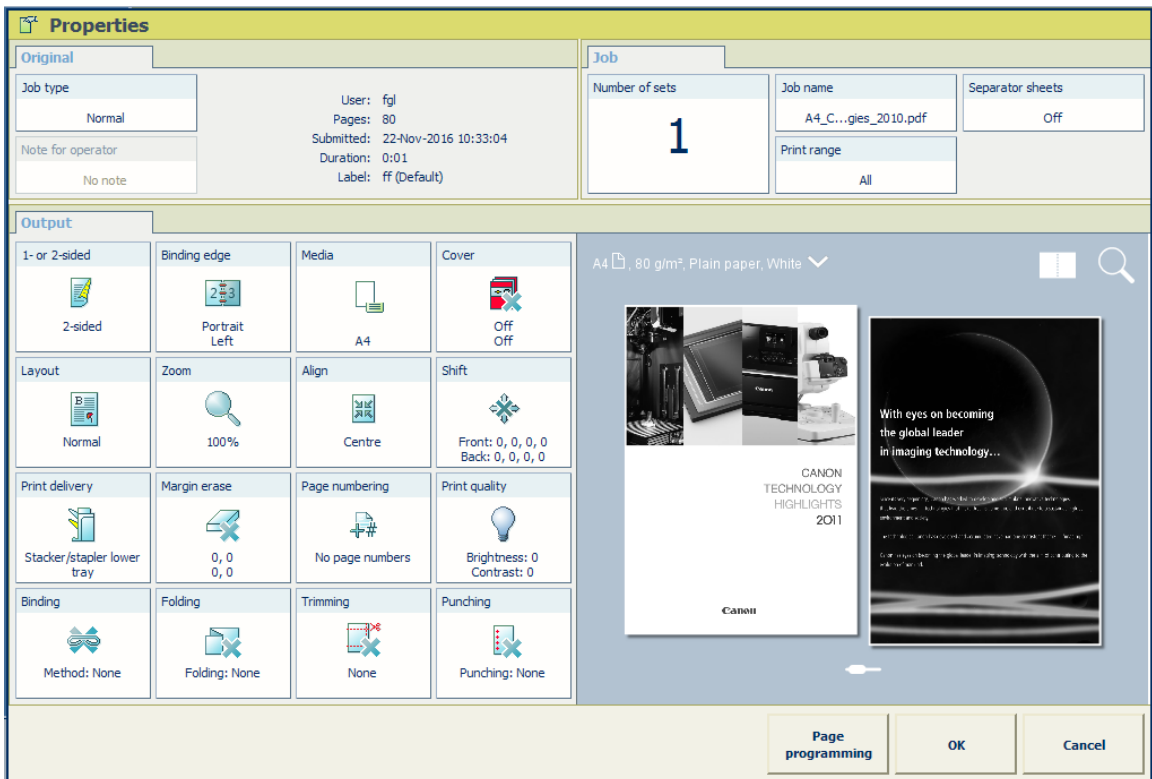 Properties
Original
Job type
Normal
Note for operator
No note
User: fgl
Pages: 80
Submitted: 22-Nov-2016 10:33:04
Duration: 0:01
Label: ff (Default)
Job
Number of sets
1
Job name
A4_C...gies_2010.pdf
Separator sheets
Off
Print range
All
Output
1- or 2-sided
2-sided
Binding edge
2 3
Portrait
Left
Media
A4
Cover
Off
Off
Layout
B
Normal
Zoom
100%
Align
Centre
Shift
Front: 0, 0, 0, 0
Back: 0, 0, 0, 0
Print delivery
Stacker/stapler lower
tray
Margin erase
0, 0
0, 0
Page numbering
#
No page numbers
Print quality
Brightness: 0
Contrast: 0
Binding
Method: None
Folding
Folding: None
Trimming
None
Punching
Punching: None
A4 , 80 g/m², Plain paper, White
Canon
CANON
TECHNOLOGY
HIGHLIGHTS
2011
Canon
With eyes on becoming
the global leader
in imaging technology...
Page
programming
OK
Cancel